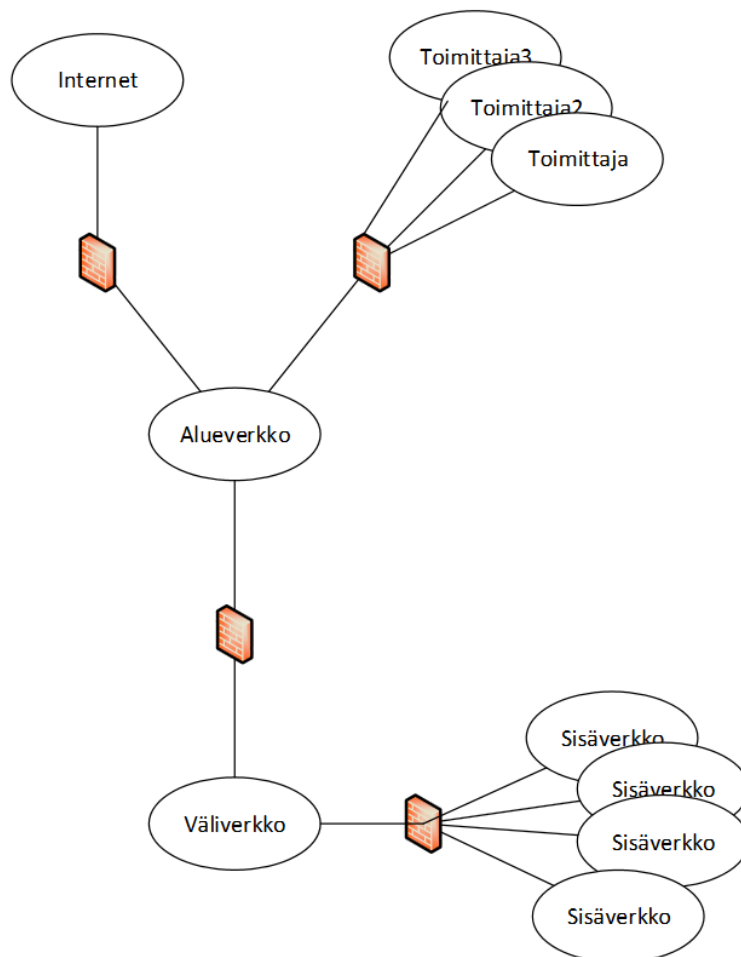 Internet
Toimittaja3
Toimittaja2
Toimittaja
Alueverkko
Väliverkko
Sisäverkko
Sisäverkko
Sisäverkko
Sisäverkko